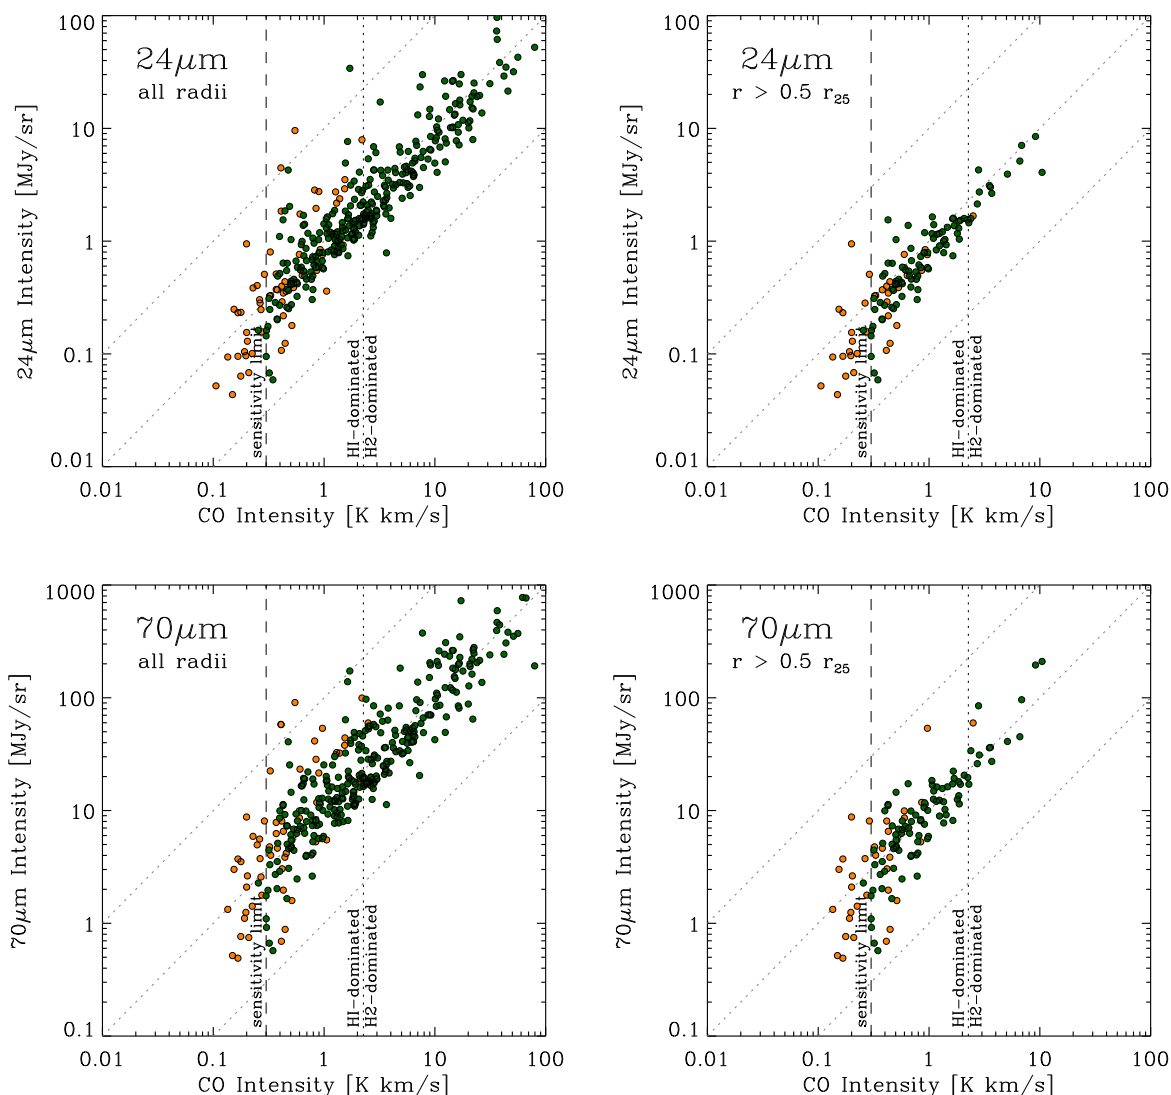 24μm
all radii
100
10
1
0.1
0.01
24μm Intensity [MJy/sr]
sensitivity limit
HI-dominated
H2-dominated
0.01 0.1 1 10 100
CO Intensity [K km/s]
24μm
r > 0.5 r25
100
10
1
0.1
0.01
24μm Intensity [MJy/sr]
sensitivity limit
HI-dominated
H2-dominated
0.01 0.1 1 10 100
CO Intensity [K km/s]
70μm
all radii
1000
100
10
1
0.1
70μm Intensity [MJy/sr]
sensitivity limit
HI-dominated
H2-dominated
0.01 0.1 1 10 100
CO Intensity [K km/s]
70μm
r > 0.5 r25
1000
100
10
1
0.1
70μm Intensity [MJy/sr]
sensitivity limit
HI-dominated
H2-dominated
0.01 0.1 1 10 100
CO Intensity [K km/s]